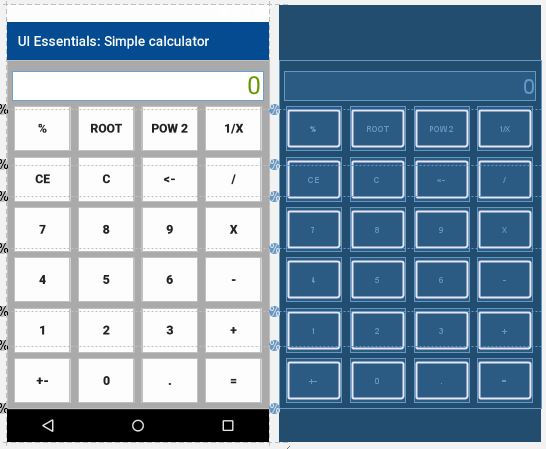 UI Essentials: Simple calculator
0
% ROOT POW 2 1/X
CE C <- /
7 8 9 X
4 5 6 -
1 2 3 +
+- 0 . =
0
% ROOT POW 2 1/X
CE C <- /
7 8 9 X
4 5 6 -
1 2 3 +
+- 0 . =